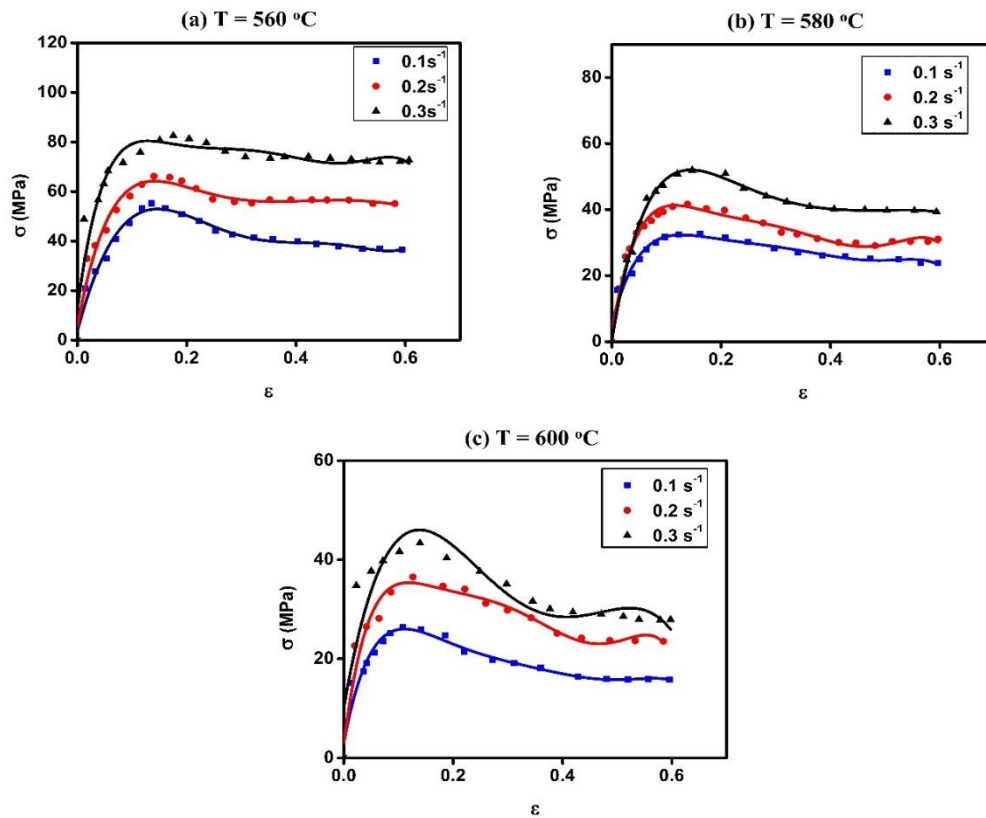 (a) T = 560 °C
120
100
80
60
40
20
0
σ (MPa)
0.1s⁻¹
0.2s⁻¹
0.3s⁻¹
0.0 0.2 0.4 0.6
ε
(b) T = 580 °C
80
60
40
20
0
σ (MPa)
0.1 s⁻¹
0.2 s⁻¹
0.3 s⁻¹
0.0 0.2 0.4 0.6
ε
(c) T = 600 °C
60
40
20
0
σ (MPa)
0.1 s⁻¹
0.2 s⁻¹
0.3 s⁻¹
0.0 0.2 0.4 0.6
ε